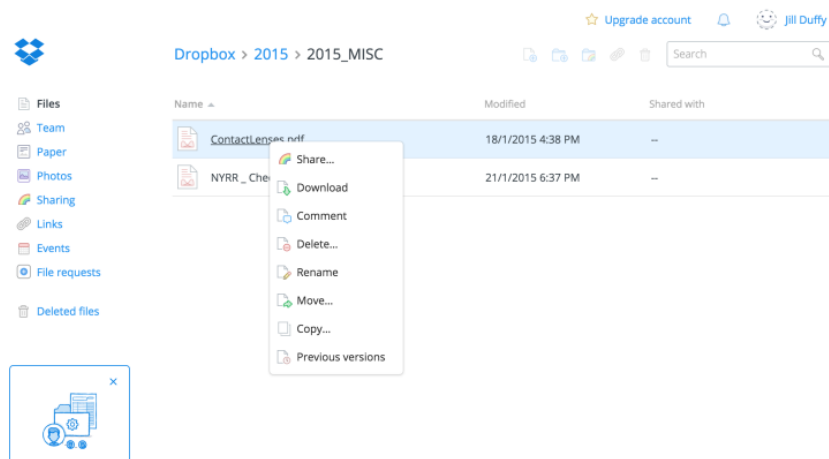 Upgrade account Jill Duffy
Dropbox > 2015 > 2015_MISC
Search
Files
Team
Paper
Photos
Sharing
Links
Events
File requests
Deleted files
Name Modified Shared with
ContactLenses.pdf 18/1/2015 4:38 PM --
NYRR _ Che 21/1/2015 6:37 PM --
Share...
Download
Comment
Delete...
Rename
Move...
Copy...
Previous versions